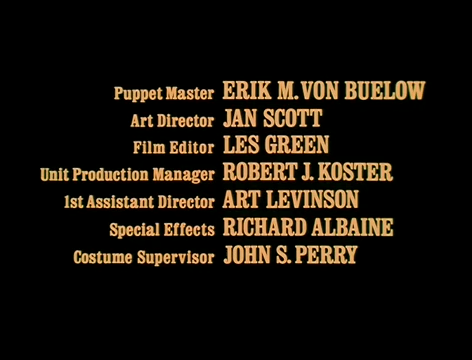 Puppet Master ERIK M. VON BUELOW
Art Director JAN SCOTT
Film Editor LES GREEN
Unit Production Manager ROBERT J. KOSTER
1st Assistant Director ART LEVINSON
Special Effects RICHARD ALBAINE
Costume Supervisor JOHN S. PERRY